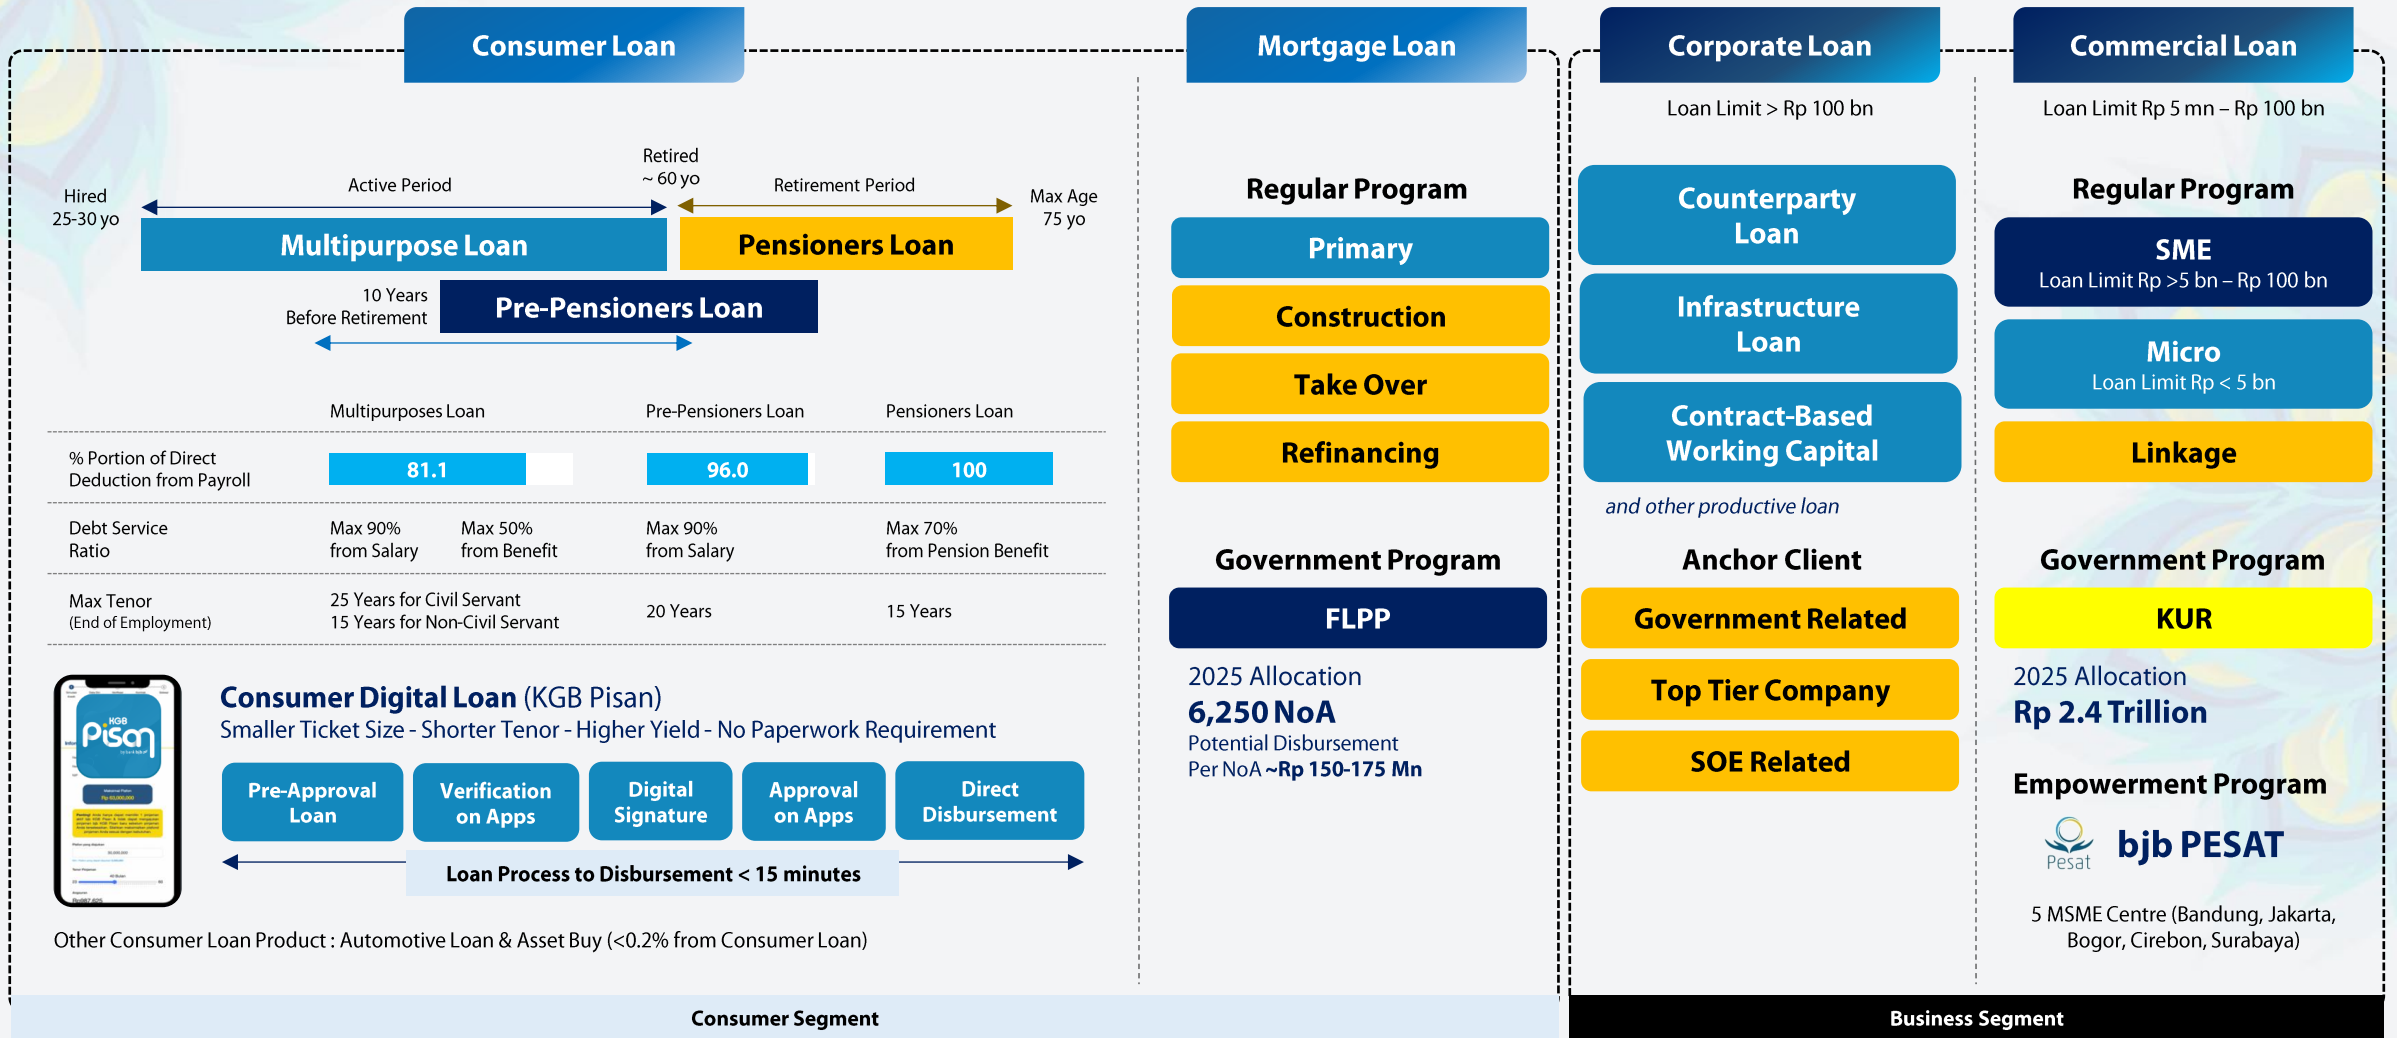 Consumer Loan
Hired
25-30 yo
Active Period
Retired
~ 60 yo
Retirement Period
Max Age
75 yo
Multipurpose Loan
Pensioners Loan
10 Years
Before Retirement
Pre-Pensioners Loan
Multipurposes Loan
Pre-Pensioners Loan
Pensioners Loan
% Portion of Direct
Deduction from Payroll
81.1
96.0
100
Debt Service
Ratio
Max 90%
from Salary
Max 50%
from Benefit
Max 90%
from Salary
Max 70%
from Pension Benefit
Max Tenor
(End of Employment)
25 Years for Civil Servant
15 Years for Non-Civil Servant
20 Years
15 Years
KGB
Pisan
Consumer Digital Loan (KGB Pisan)
Smaller Ticket Size - Shorter Tenor - Higher Yield - No Paperwork Requirement
Pre-Approval
Loan
Verification
on Apps
Digital
Signature
Approval
on Apps
Direct
Disbursement
Loan Process to Disbursement < 15 minutes
Other Consumer Loan Product : Automotive Loan & Asset Buy (<0.2% from Consumer Loan)
Mortgage Loan
Regular Program
Primary
Construction
Take Over
Refinancing
Government Program
FLPP
2025 Allocation
6,250 NoA
Potential Disbursement
Per NoA ~Rp 150-175 Mn
Consumer Segment
Corporate Loan
Loan Limit > Rp 100 bn
Counterparty
Loan
Infrastructure
Loan
Contract-Based
Working Capital
and other productive loan
Anchor Client
Government Related
Top Tier Company
SOE Related
Commercial Loan
Loan Limit Rp 5 mn – Rp 100 bn
Regular Program
SME
Loan Limit Rp >5 bn – Rp 100 bn
Micro
Loan Limit Rp < 5 bn
Linkage
Government Program
KUR
2025 Allocation
Rp 2.4 Trillion
Empowerment Program
Pesat
bjb PESAT
5 MSME Centre (Bandung, Jakarta,
Bogor, Cirebon, Surabaya)
Business Segment